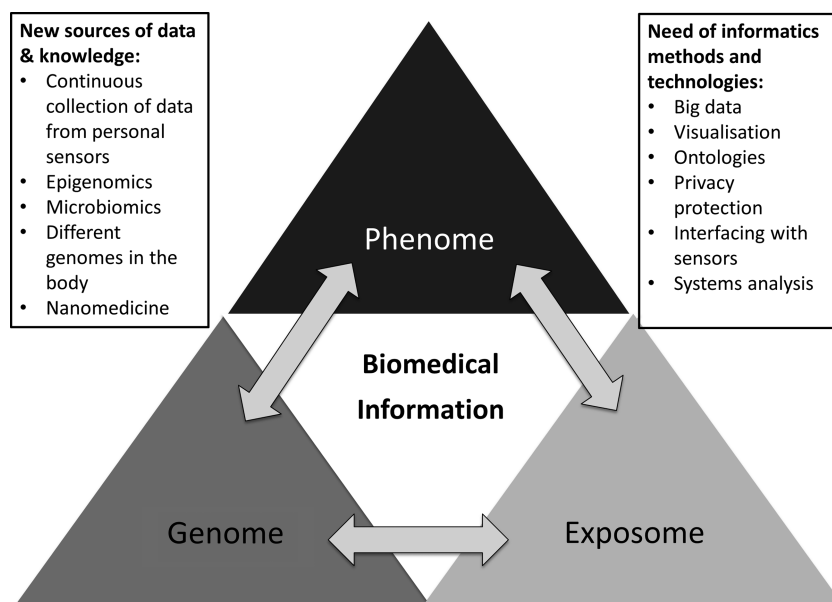 New sources of data
& knowledge:
• Continuous
collection of data
from personal
sensors
• Epigenomics
• Microbiomics
• Different
genomes in the
body
• Nanomedicine
Need of informatics
methods and
technologies:
• Big data
• Visualisation
• Ontologies
• Privacy
protection
• Interfacing with
sensors
• Systems analysis
Phenome
Biomedical
Information
Genome
Exposome